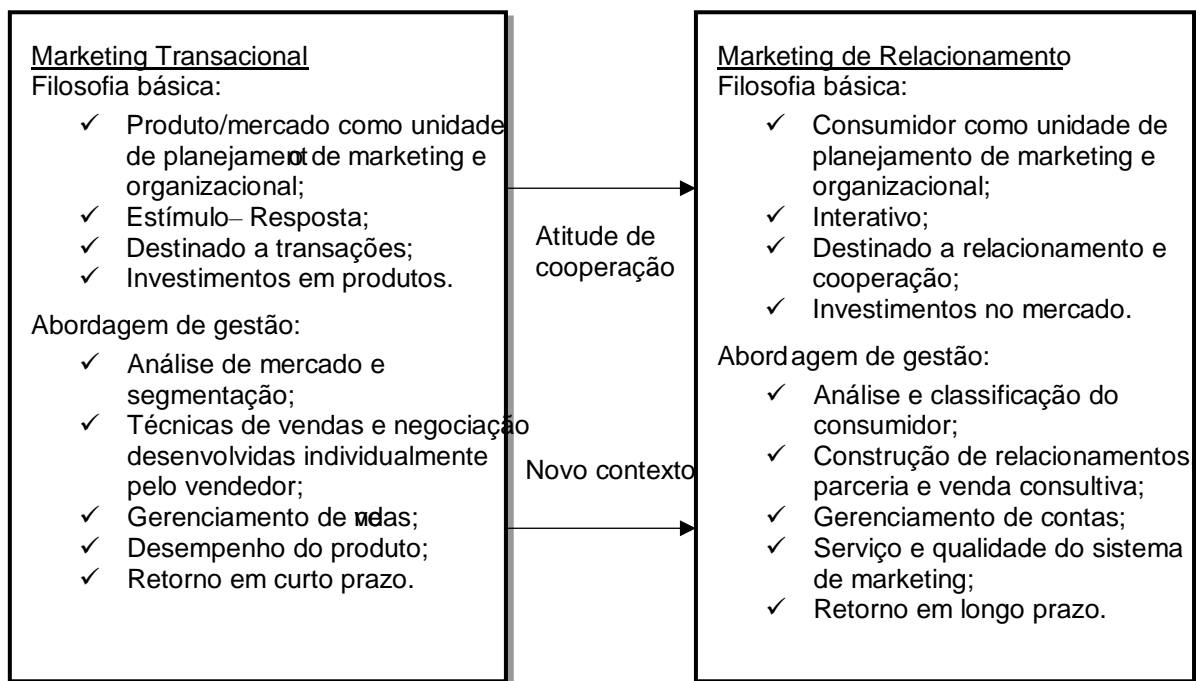 Marketing Transacional
Filosofia básica:
✓ Produto/mercado como unidade
de planejamento de marketing e
organizacional;
✓ Estímulo – Resposta;
✓ Destinado a transações;
✓ Investimentos em produtos.
Abordagem de gestão:
✓ Análise de mercado e
segmentação;
✓ Técnicas de vendas e negociação
desenvolvidas individualmente
pelo vendedor;
✓ Gerenciamento de vendas;
✓ Desempenho do produto;
✓ Retorno em curto prazo.
Atitude de
cooperação
Novo contexto
Marketing de Relacionamento
Filosofia básica:
✓ Consumidor como unidade de
planejamento de marketing e
organizacional;
✓ Interativo;
✓ Destinado a relacionamento e
cooperação;
✓ Investimentos no mercado.
Abordagem de gestão:
✓ Análise e classificação do
consumidor;
✓ Construção de relacionamentos,
parceria e venda consultiva;
✓ Gerenciamento de contas;
✓ Serviço e qualidade do sistema
de marketing;
✓ Retorno em longo prazo.